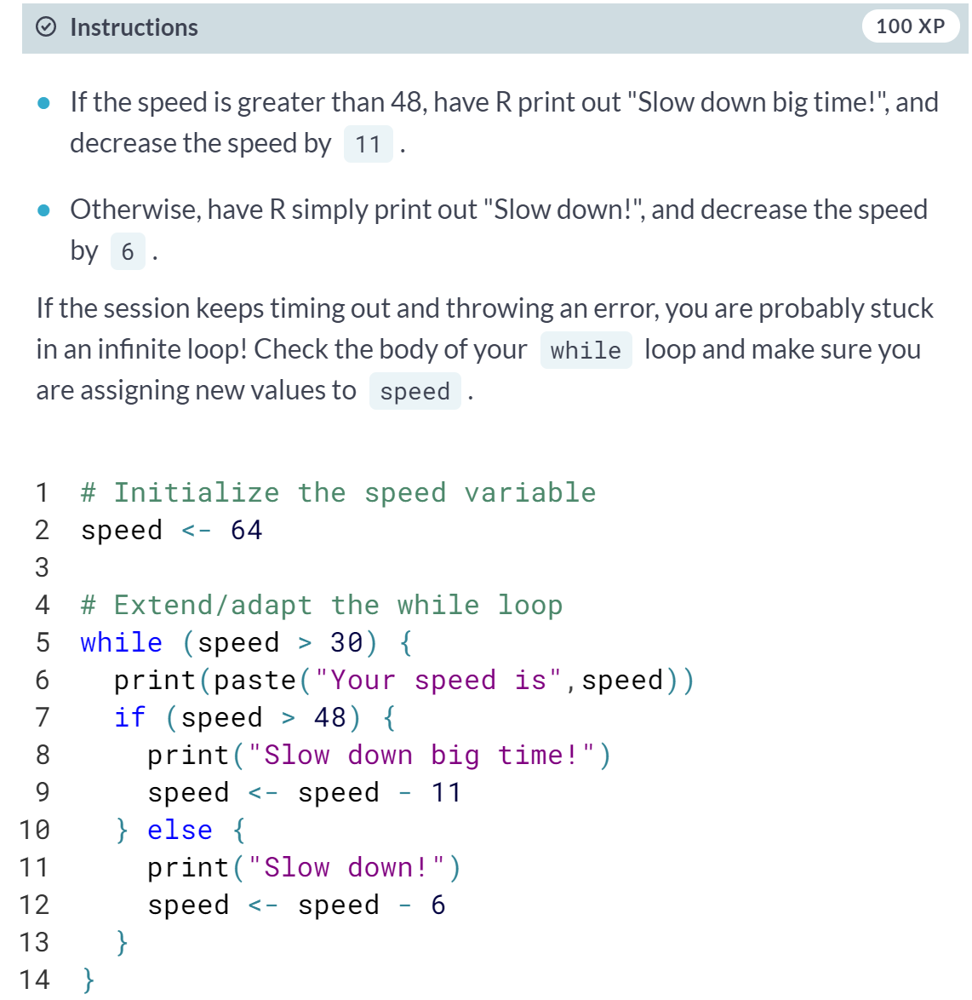 Instructions 100 XP
If the speed is greater than 48, have R print out "Slow down big time!", and
decrease the speed by 11 .
Otherwise, have R simply print out "Slow down!", and decrease the speed
by 6 .
If the session keeps timing out and throwing an error, you are probably stuck
in an infinite loop! Check the body of your while loop and make sure you
are assigning new values to speed .
1 # Initialize the speed variable
2 speed <- 64
3
4 # Extend/adapt the while loop
5 while (speed > 30) {
6   print(paste("Your speed is",speed))
7   if (speed > 48) {
8     print("Slow down big time!")
9     speed <- speed - 11
10   } else {
11     print("Slow down!")
12     speed <- speed - 6
13   }
14 }